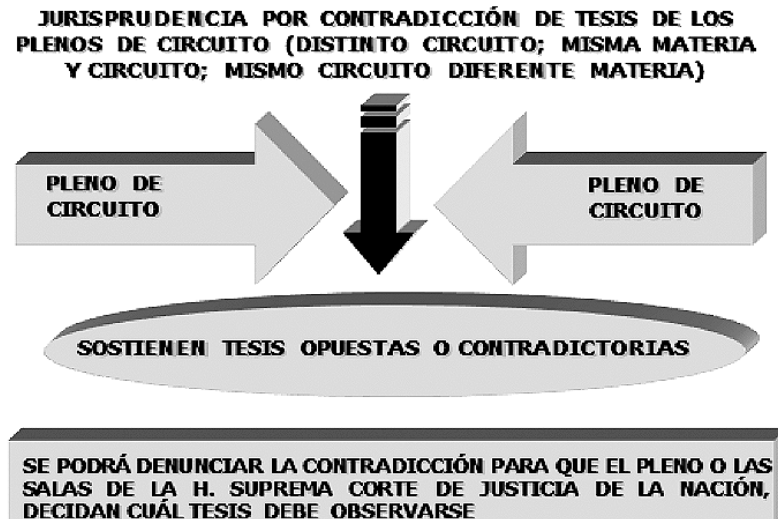 JURISPRUDENCIA POR CONTRADICCIÓN DE TESIS DE LOS
PLENOS DE CIRCUITO (DISTINTO CIRCUITO; MISMA MATERIA
Y CIRCUITO; MISMO CIRCUITO DIFERENTE MATERIA)
PLENO DE
CIRCUITO
PLENO DE
CIRCUITO
SOSTIENEN TESIS OPUESTAS O CONTRADICTORIAS
SE PODRÁ DENUNCIAR LA CONTRADICCIÓN PARA QUE EL PLENO O LAS
SALAS DE LA H. SUPREMA CORTE DE JUSTICIA DE LA NACIÓN,
DECIDAN CUÁL TESIS DEBE OBSERVARSE